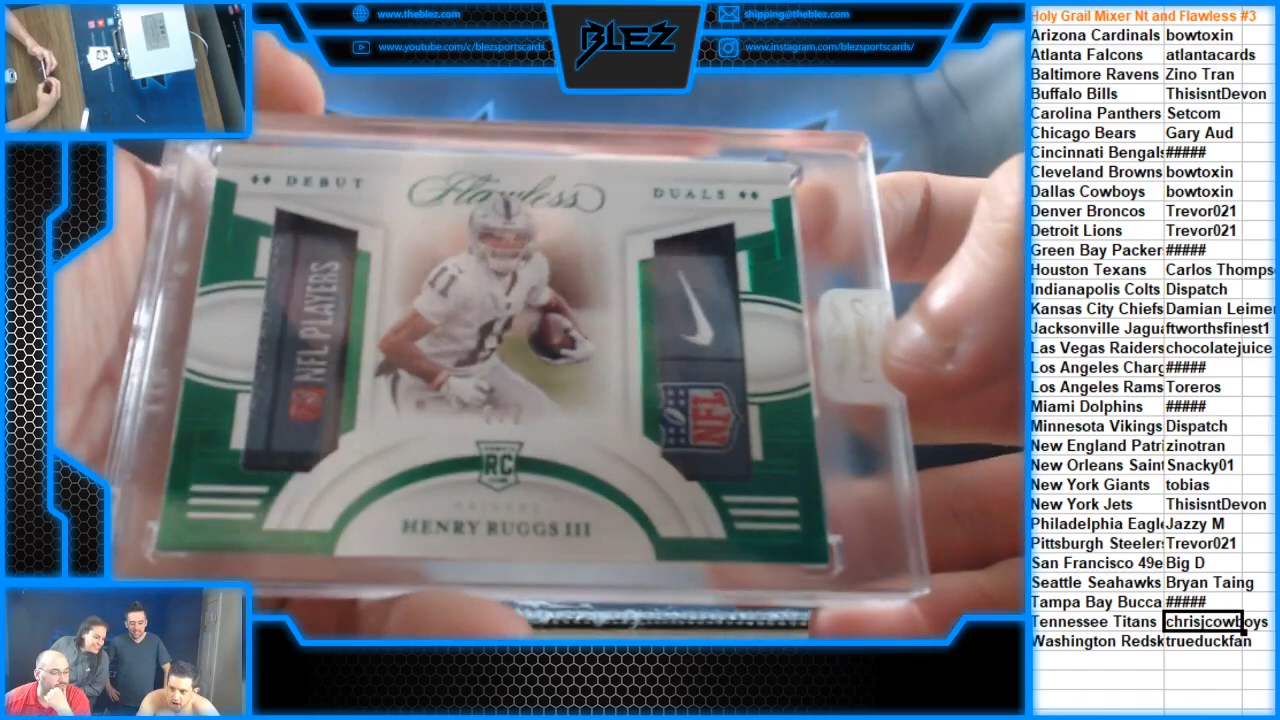 www.theblez.com
www.youtube.com/c/blezsportscards
BLEZ
shipping@theblez.com
www.instagram.com/blezsportscards/
DEBUT
Flawless
DUALS
NFL PLAYERS
11
11
NFL
RC
RAIDERS
HENRY RUGGS III
Holy Grail Mixer Nt and Flawless #3
Arizona Cardinals bowtoxin
Atlanta Falcons atlantacards
Baltimore Ravens Zino Tran
Buffalo Bills ThisisntDevon
Carolina Panthers Setcom
Chicago Bears Gary Aud
Cincinnati Bengals #####
Cleveland Browns bowtoxin
Dallas Cowboys bowtoxin
Denver Broncos Trevor021
Detroit Lions Trevor021
Green Bay Packer #####
Houston Texans Carlos Thomps
Indianapolis Colts Dispatch
Kansas City Chiefs Damian Leimer
Jacksonville Jagua ftworthsfinest1
Las Vegas Raiders chocolatejuice
Los Angeles Charg #####
Los Angeles Rams Toreros
Miami Dolphins #####
Minnesota Vikings Dispatch
New England Patri zinotran
New Orleans Saint Snacky01
New York Giants tobias
New York Jets ThisisntDevon
Philadelphia Eagle Jazzy M
Pittsburgh Steelers Trevor021
San Francisco 49e Big D
Seattle Seahawks Bryan Taing
Tampa Bay Bucca #####
Tennessee Titans chrisjcowboys
Washington Redsk trueduckfan